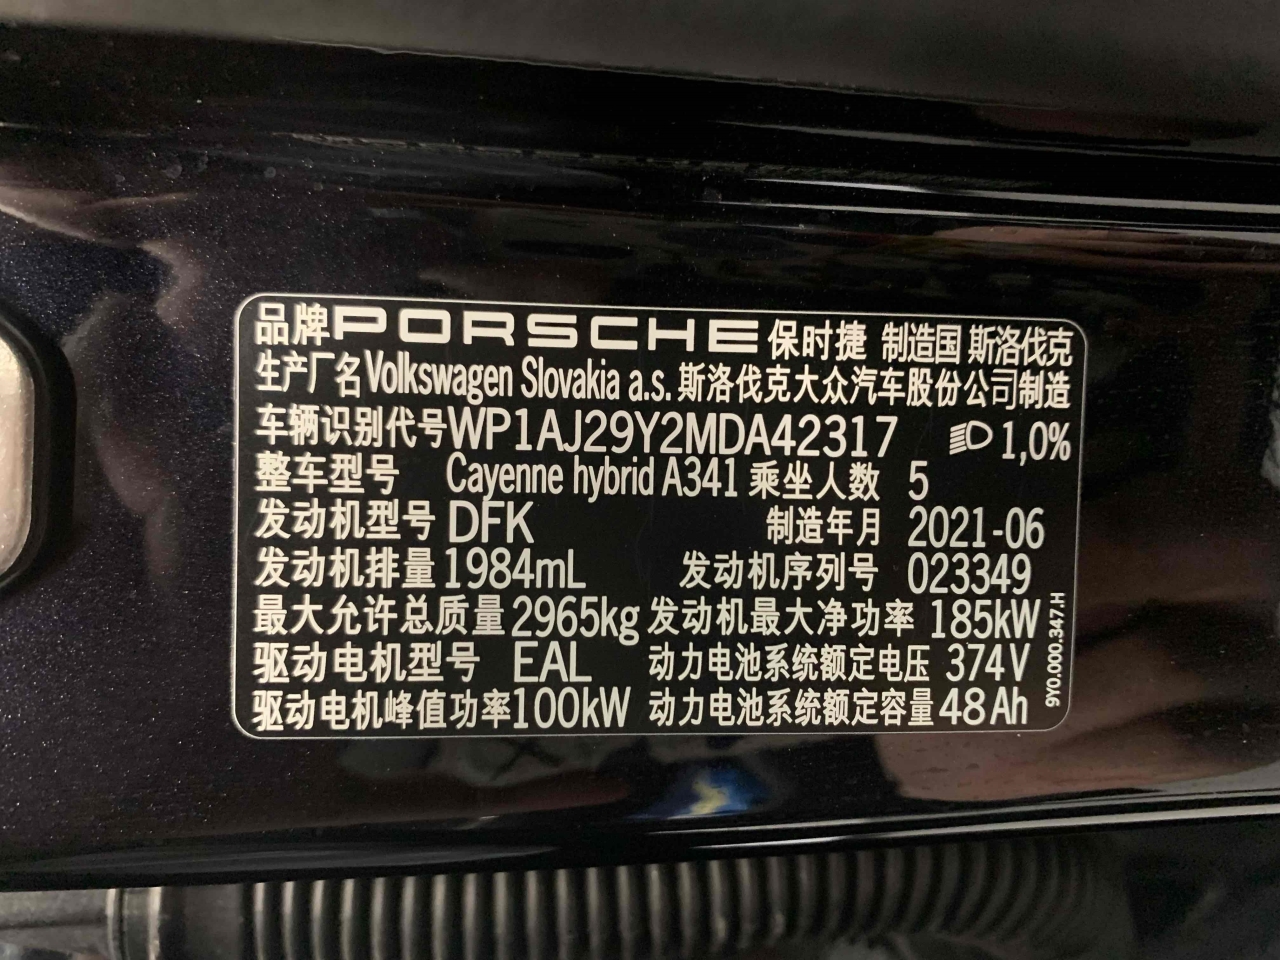 品牌PORSCHE保时捷 制造国 斯洛伐克
生产厂名Volkswagen Slovakia a.s.斯洛伐克大众汽车股份公司制造
车辆识别代号WP1AJ29Y2MDA42317 1,0%
整车型号 Cayenne hybrid A341 乘坐人数 5
发动机型号 DFK 制造年月 2021-06
发动机排量1984mL 发动机序列号 023349
最大允许总质量2965kg 发动机最大净功率 185kW
驱动电机型号 EAL 动力电池系统额定电压 374V
驱动电机峰值功率100kW 动力电池系统额定容量48Ah
9Y0.000.347.H